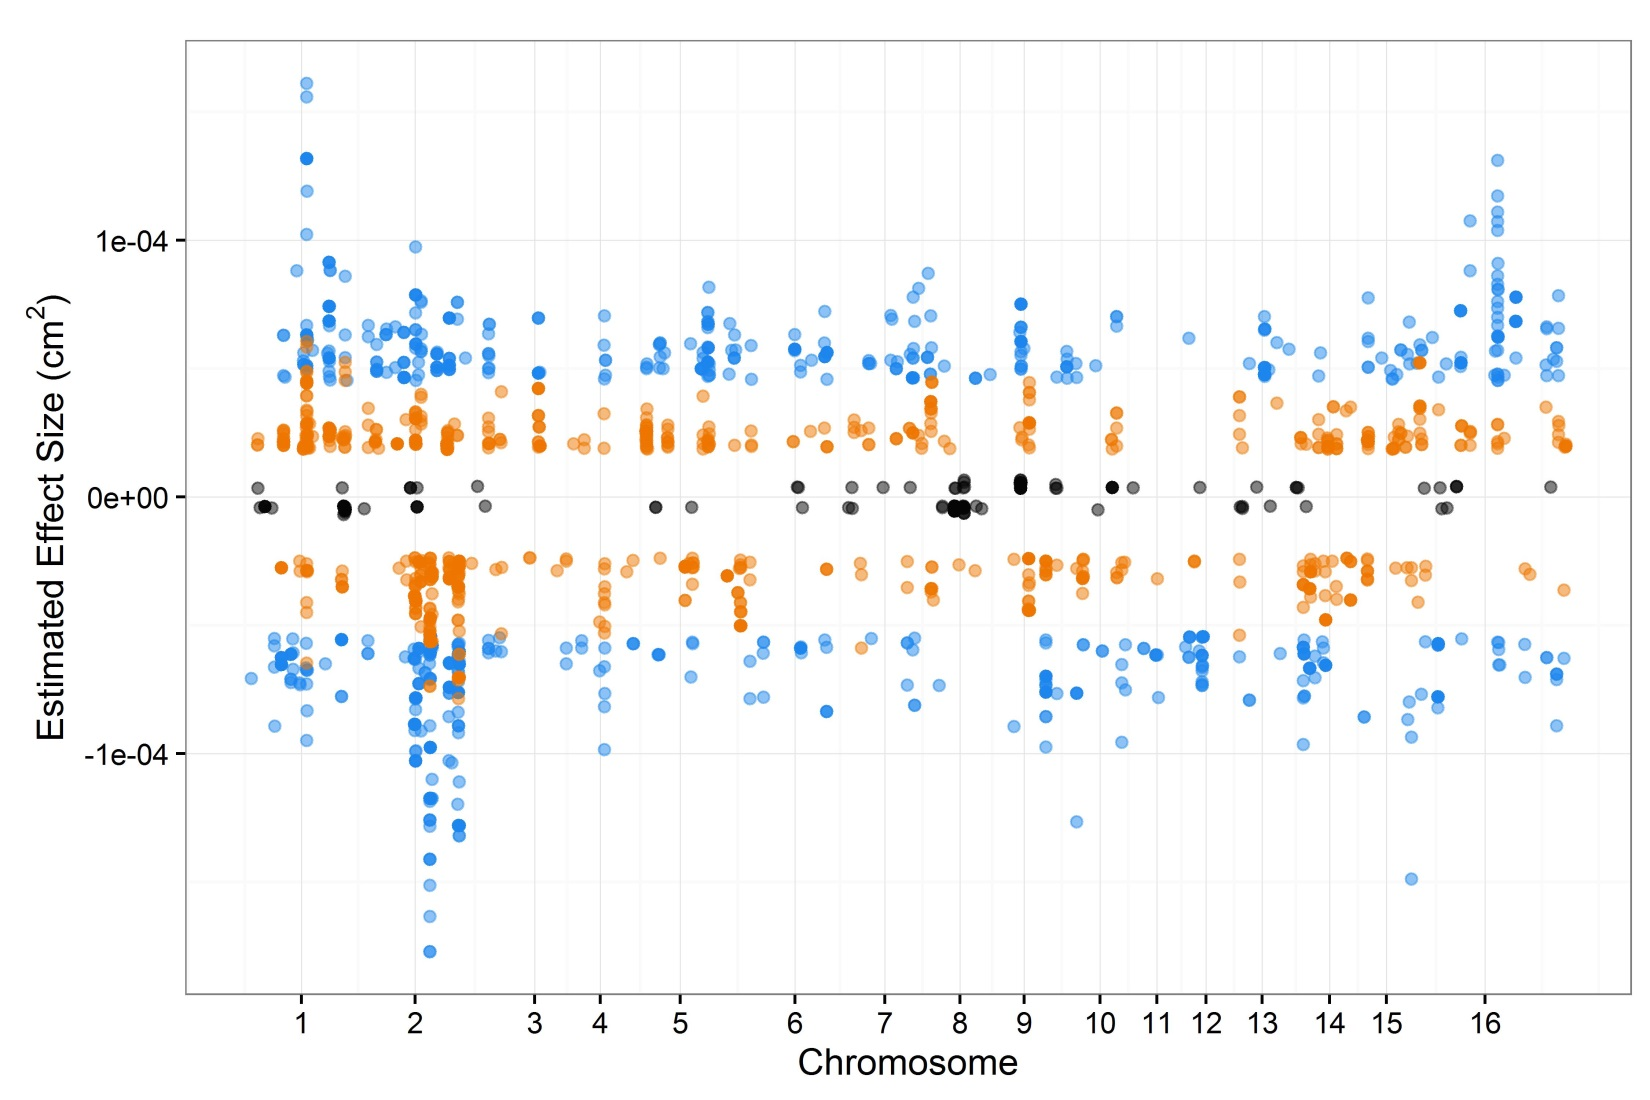 Estimated Effect Size (cm²)
1e-04
0e+00
-1e-04
1 2 3 4 5 6 7 8 9 10 11 12 13 14 15 16
Chromosome